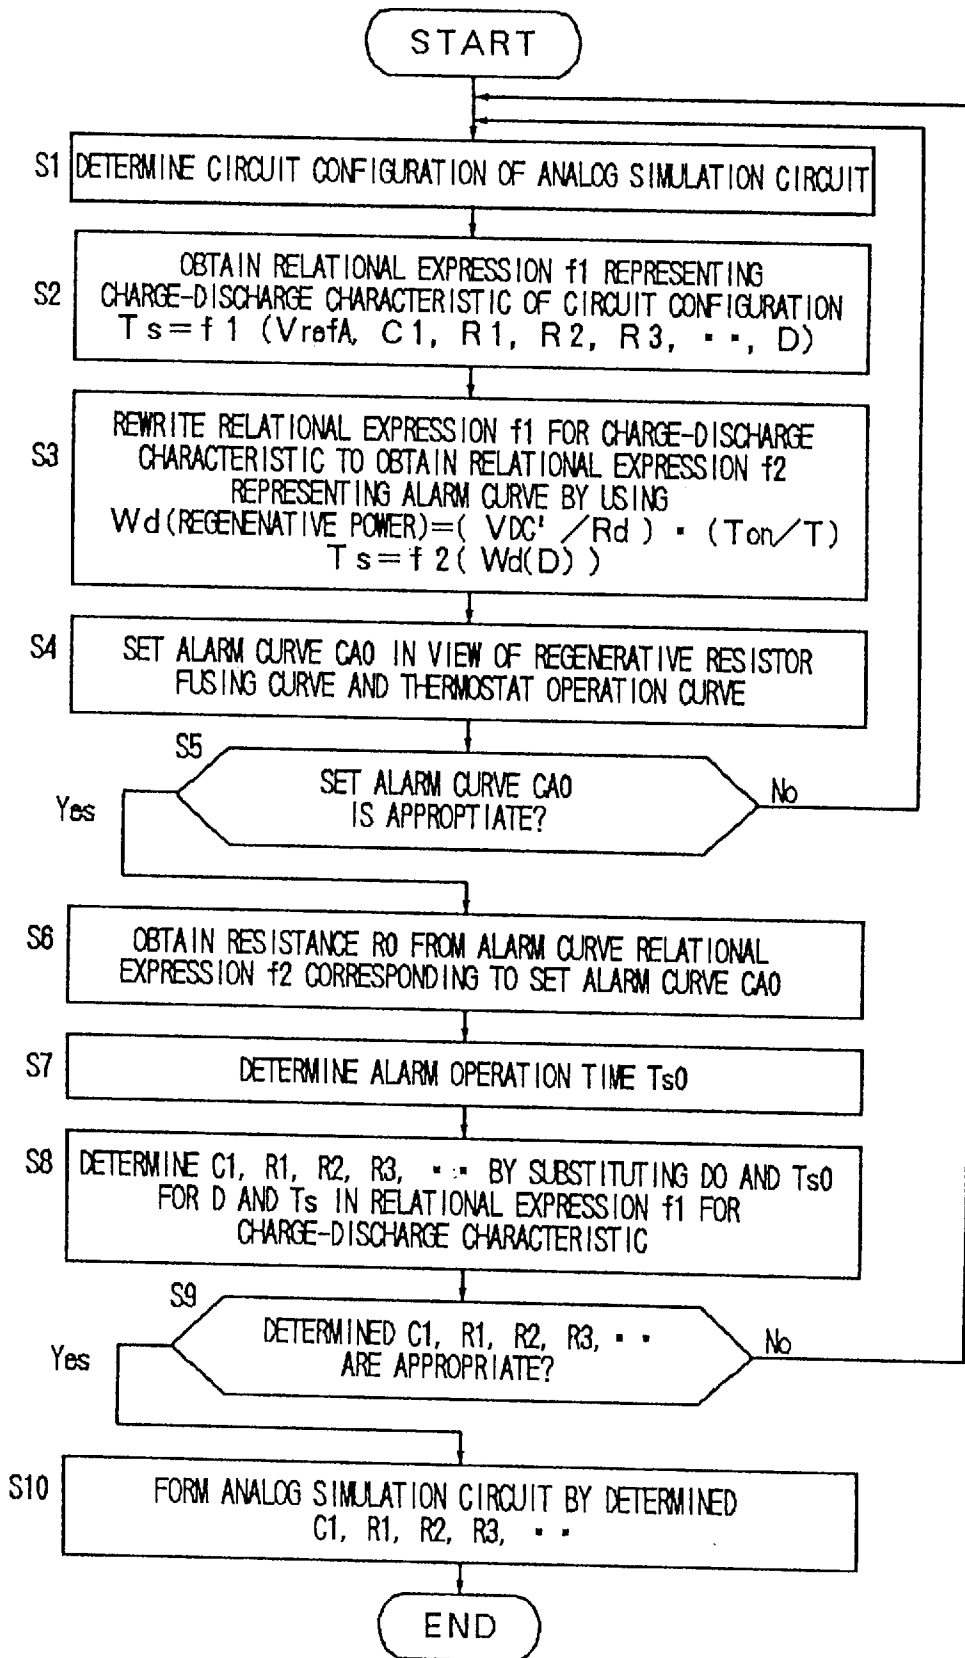 START
S1 DETERMINE CIRCUIT CONFIGURATION OF ANALOG SIMULATION CIRCUIT
S2
OBTAIN RELATIONAL EXPRESSION f1 REPRESENTING
CHARGE-DISCHARGE CHARACTERISTIC OF CIRCUIT CONFIGURATION
Ts=f1 (VrefA, C1, R1, R2, R3, ··, D)
S3
REWRITE RELATIONAL EXPRESSION f1 FOR CHARGE-DISCHARGE
CHARACTERISTIC TO OBTAIN RELATIONAL EXPRESSION f2
REPRESENTING ALARM CURVE BY USING
Wd(REGENENATIVE POWER)=( VDC' /Rd ) · (Ton/T)
Ts=f2( Wd(D) )
S4
SET ALARM CURVE CA0 IN VIEW OF REGENERATIVE RESISTOR
FUSING CURVE AND THERMOSTAT OPERATION CURVE
S5
SET ALARM CURVE CA0
IS APPROPTIATE?
Yes
No
S6
OBTAIN RESISTANCE R0 FROM ALARM CURVE RELATIONAL
EXPRESSION f2 CORRESPONDING TO SET ALARM CURVE CA0
S7
DETERMINE ALARM OPERATION TIME Ts0
S8
DETERMINE C1, R1, R2, R3, ·· BY SUBSTITUTING D0 AND Ts0
FOR D AND Ts IN RELATIONAL EXPRESSION f1 FOR
CHARGE-DISCHARGE CHARACTERISTIC
S9
DETERMINED C1, R1, R2, R3, ··
ARE APPROPRIATE?
Yes
No
S10
FORM ANALOG SIMULATION CIRCUIT BY DETERMINED
C1, R1, R2, R3, ··
END